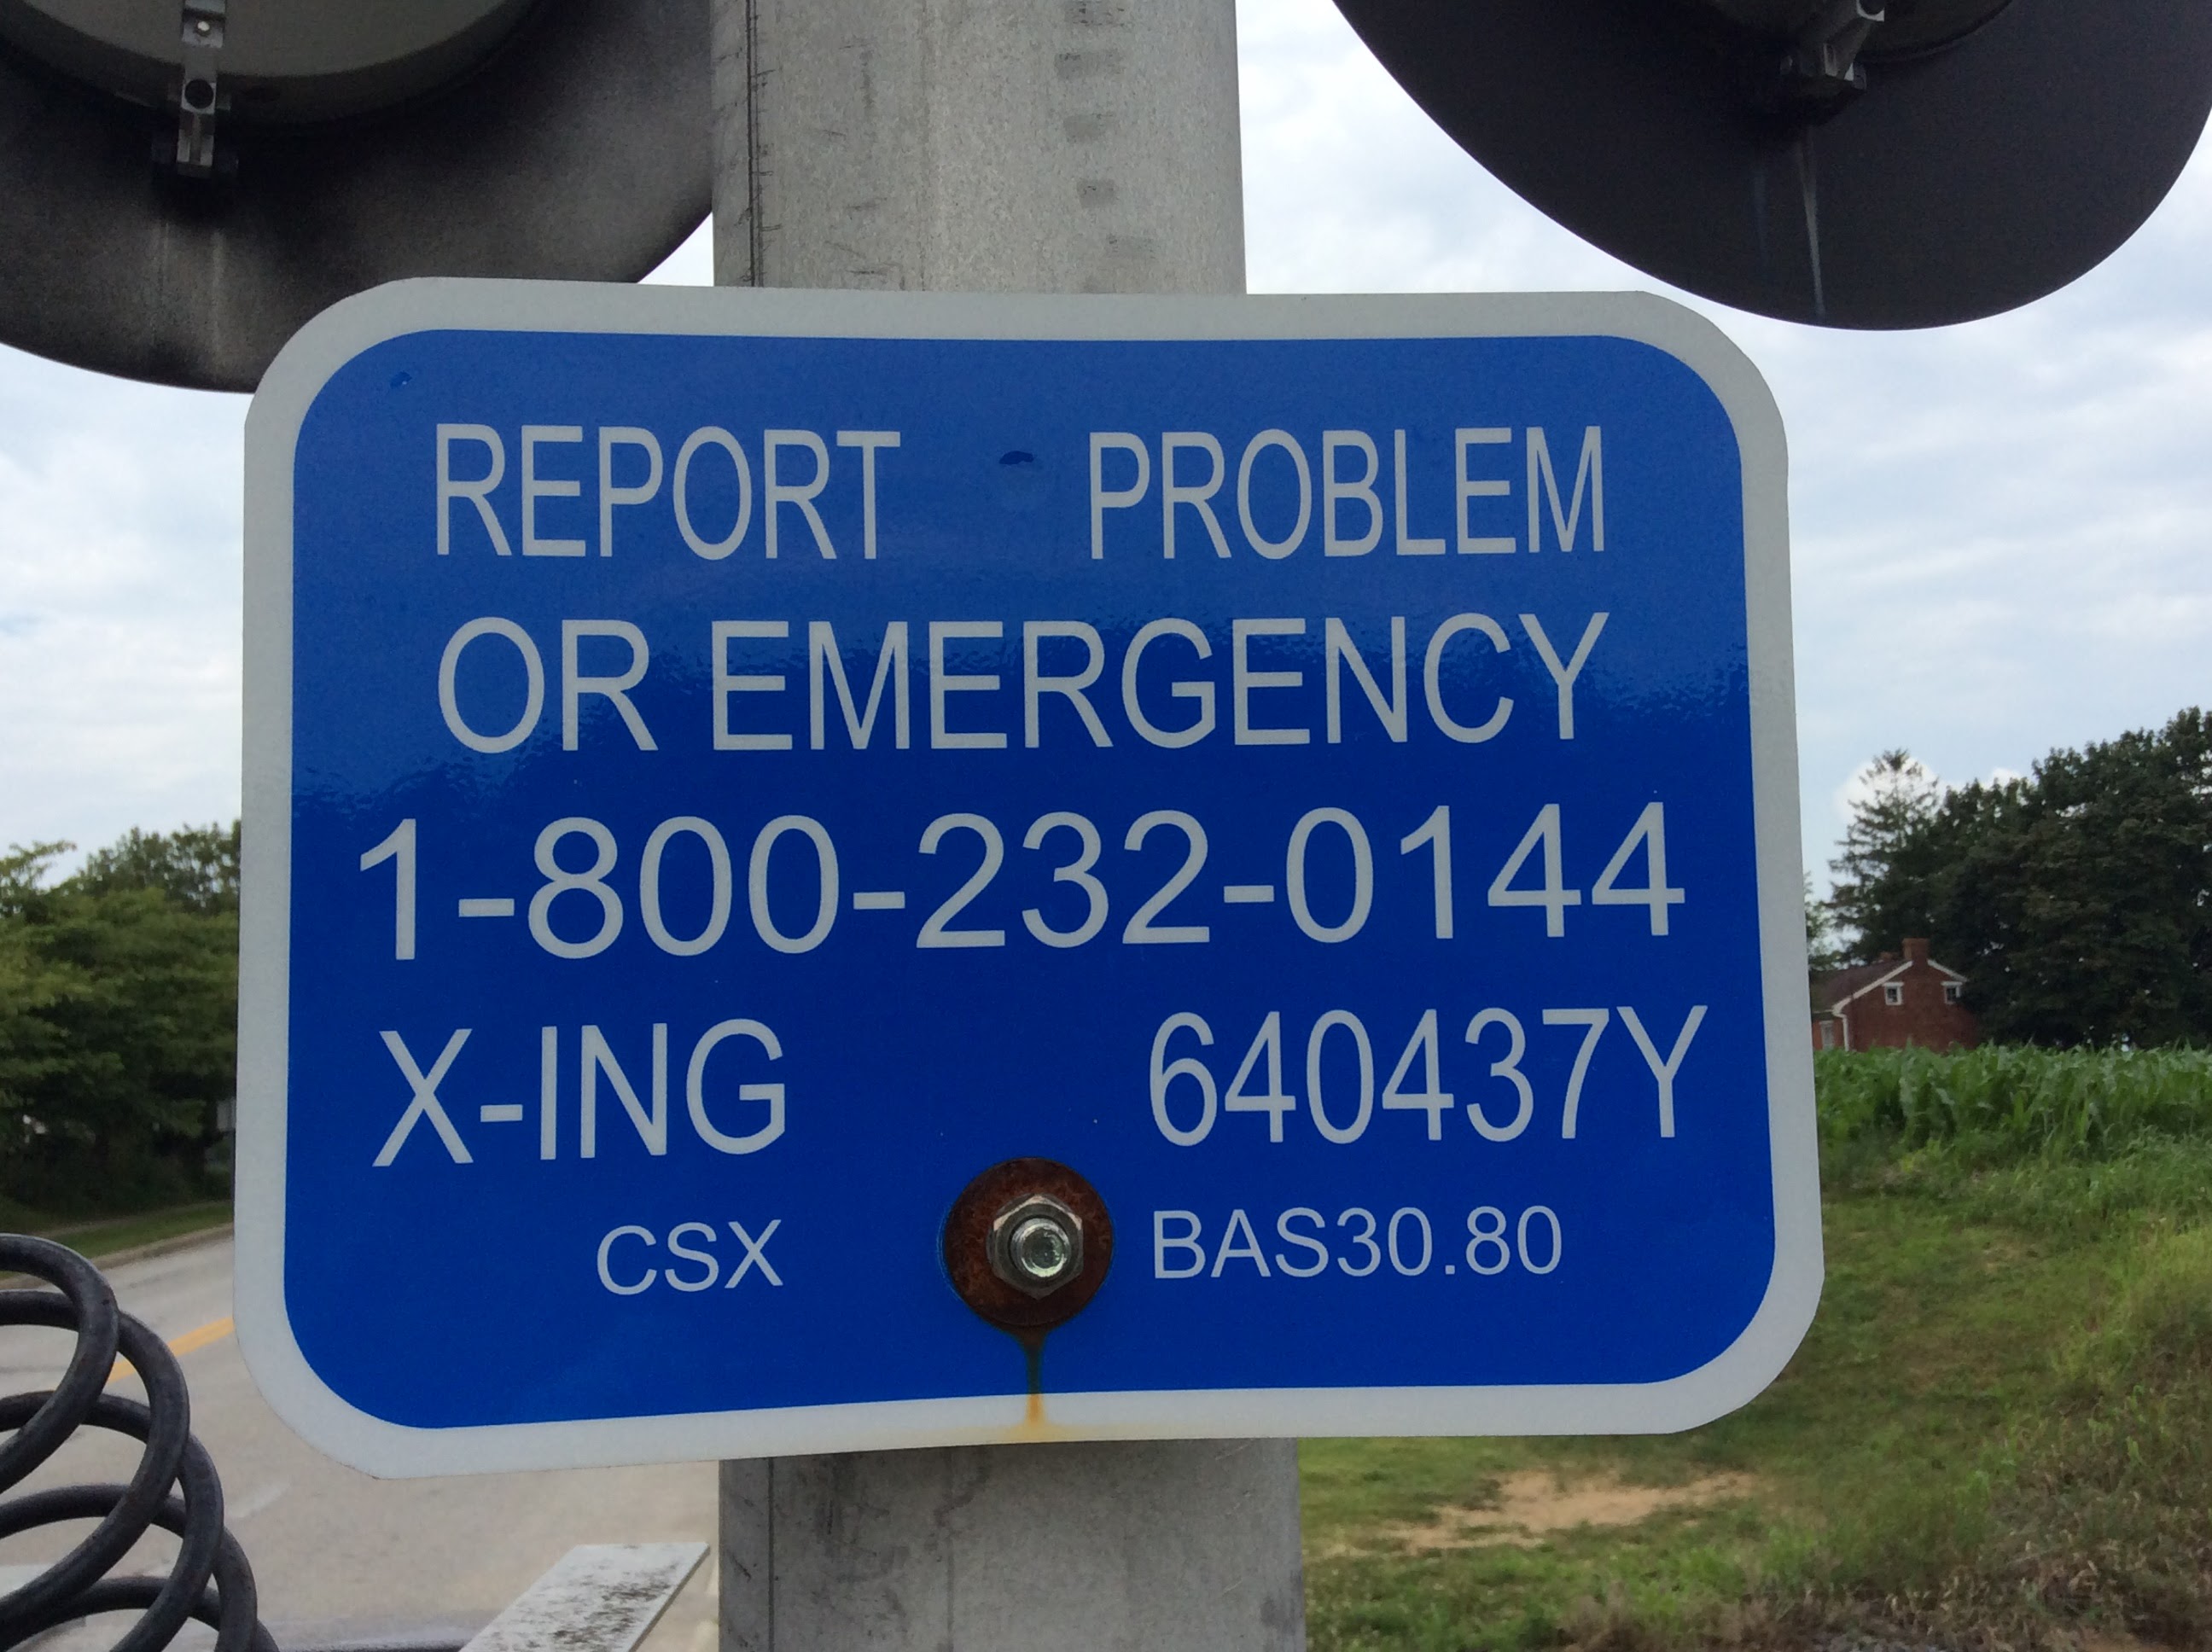 REPORT PROBLEM
OR EMERGENCY
1-800-232-0144
X-ING 640437Y
CSX BAS30.80